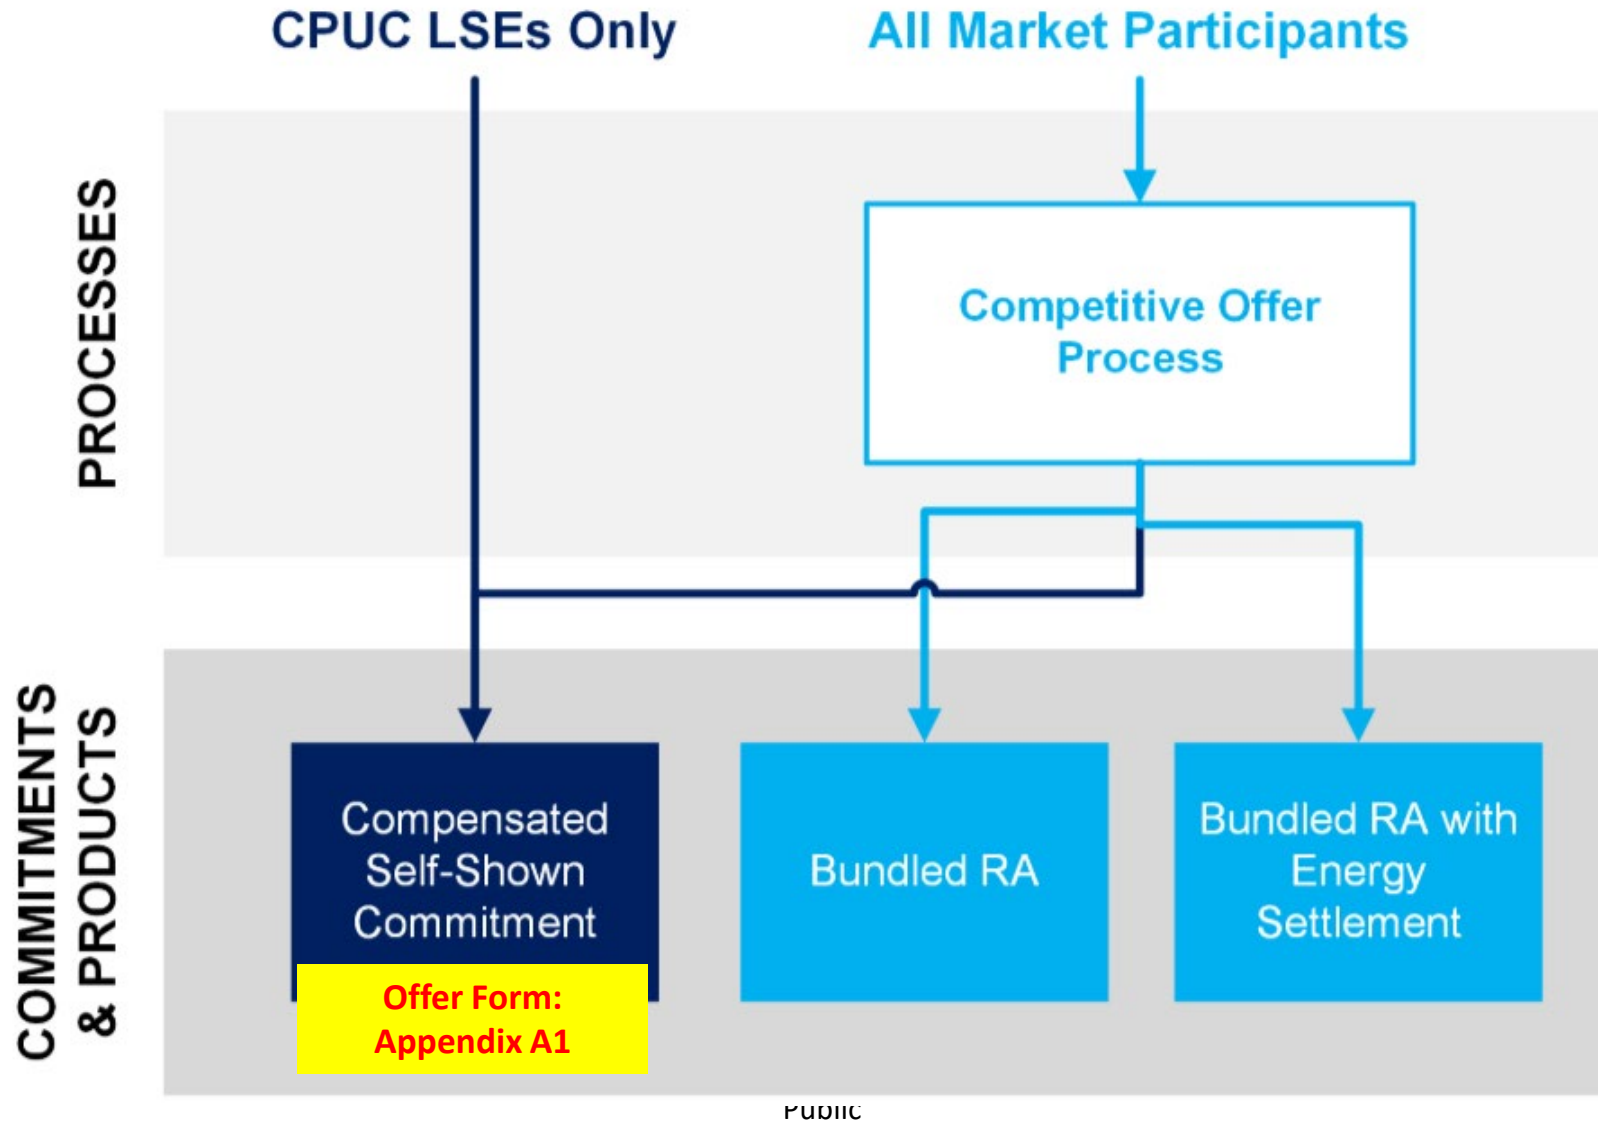 CPUC LSEs Only
All Market Participants
PROCESSES
Competitive Offer
Process
COMMITMENTS
& PRODUCTS
Compensated
Self-Shown
Commitment
Offer Form:
Appendix A1
Bundled RA
Bundled RA with
Energy
Settlement
Public